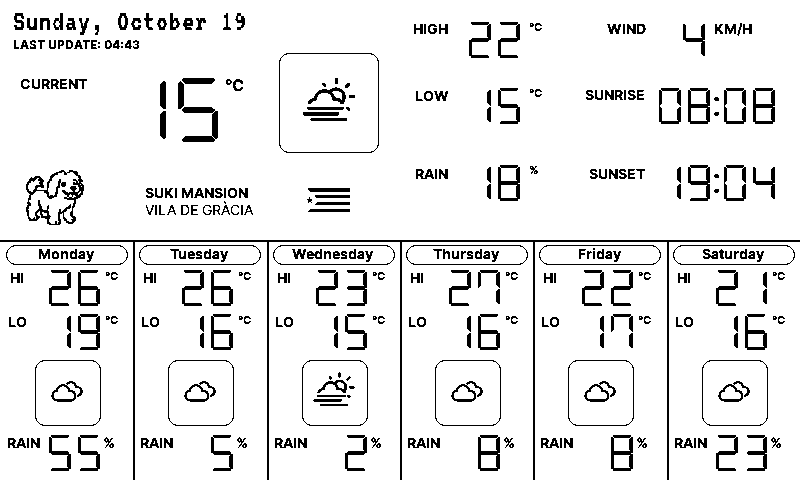 Sunday, October 19
LAST UPDATE: 04:43
CURRENT 15 °C
SUKI MANSION
VILA DE GRÀCIA
HIGH 22 °C
LOW 15 °C
RAIN 18 %
WIND 4 KM/H
SUNRISE 08:08
SUNSET 19:04
Monday
HI 26 °C
LO 19 °C
RAIN 55 %
Tuesday
HI 26 °C
LO 16 °C
RAIN 5 %
Wednesday
HI 23 °C
LO 15 °C
RAIN 2 %
Thursday
HI 27 °C
LO 16 °C
RAIN 8 %
Friday
HI 22 °C
LO 17 °C
RAIN 8 %
Saturday
HI 21 °C
LO 16 °C
RAIN 23 %